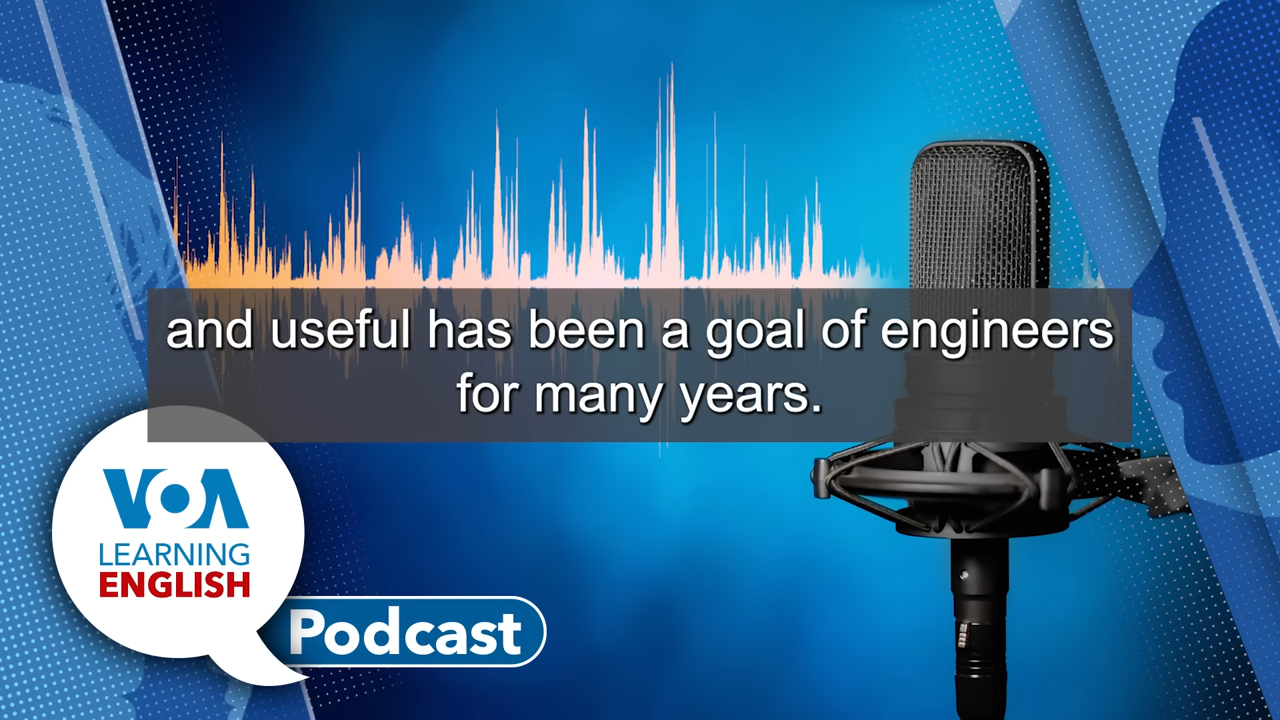 and useful has been a goal of engineers
for many years.
VOA
LEARNING
ENGLISH
Podcast